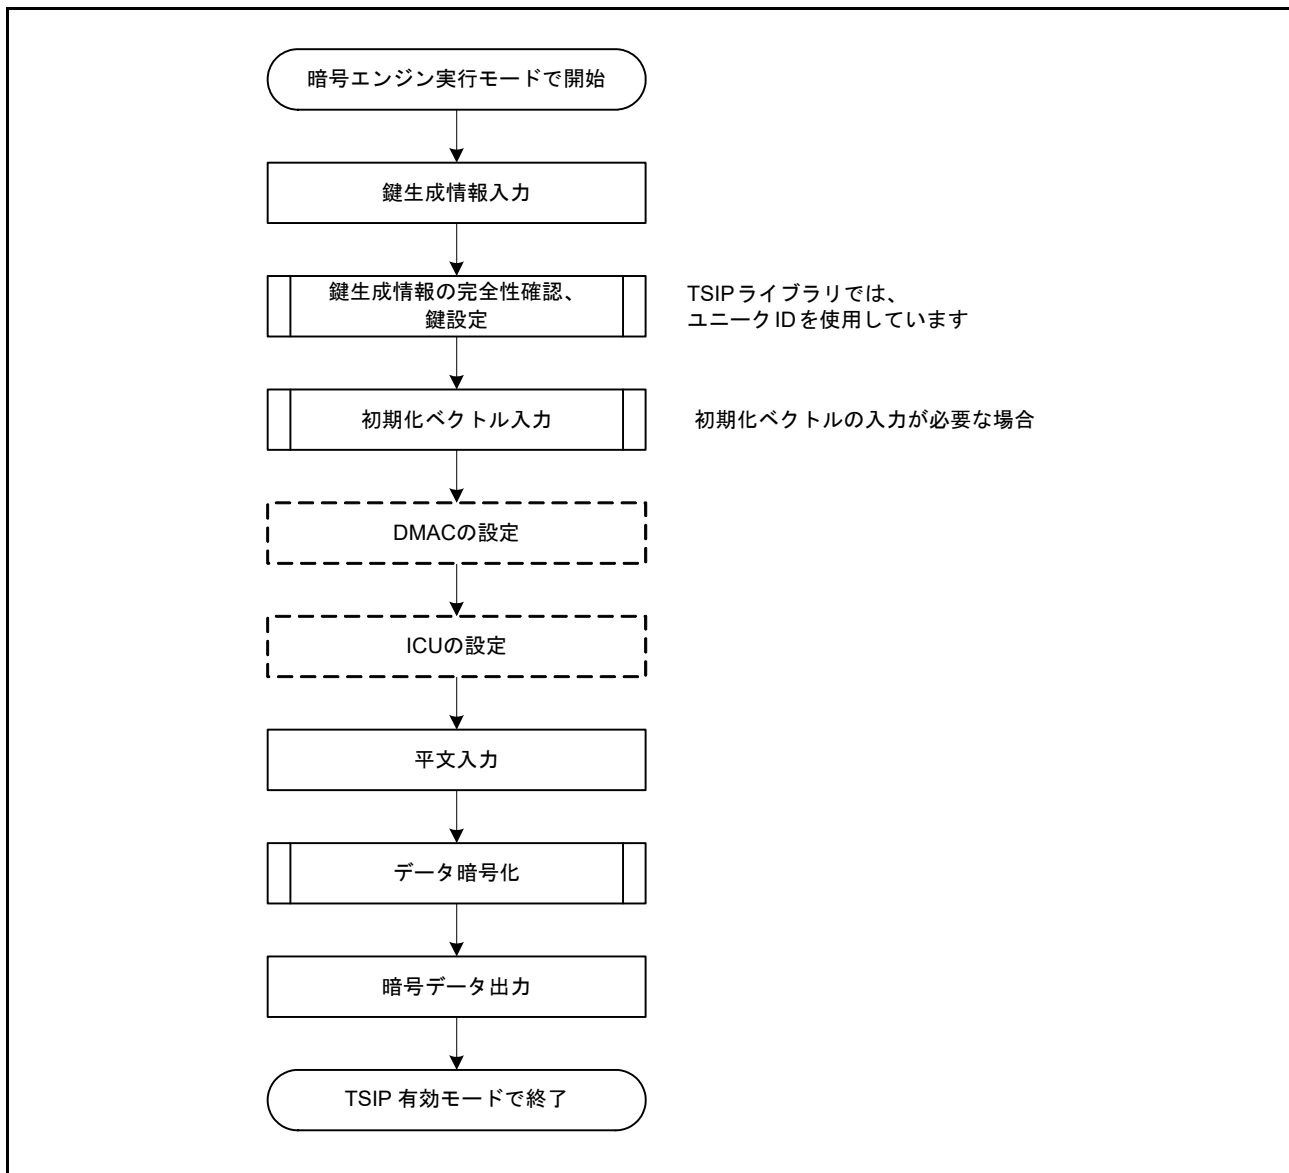 暗号エンジン実行モードで開始
鍵生成情報入力
鍵生成情報の完全性確認、
鍵設定
TSIPライブラリでは、
ユニークIDを使用しています
初期化ベクトル入力
初期化ベクトルの入力が必要な場合
DMACの設定
ICUの設定
平文入力
データ暗号化
暗号データ出力
TSIP 有効モードで終了